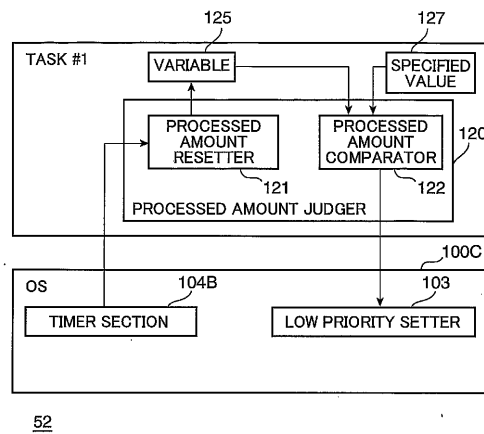 125
127
TASK #1
VARIABLE
SPECIFIED
VALUE
120
PROCESSED
AMOUNT
RESETTER
PROCESSED
AMOUNT
COMPARATOR
121
122
PROCESSED AMOUNT JUDGER
100C
OS
104B
103
TIMER SECTION
LOW PRIORITY SETTER
52